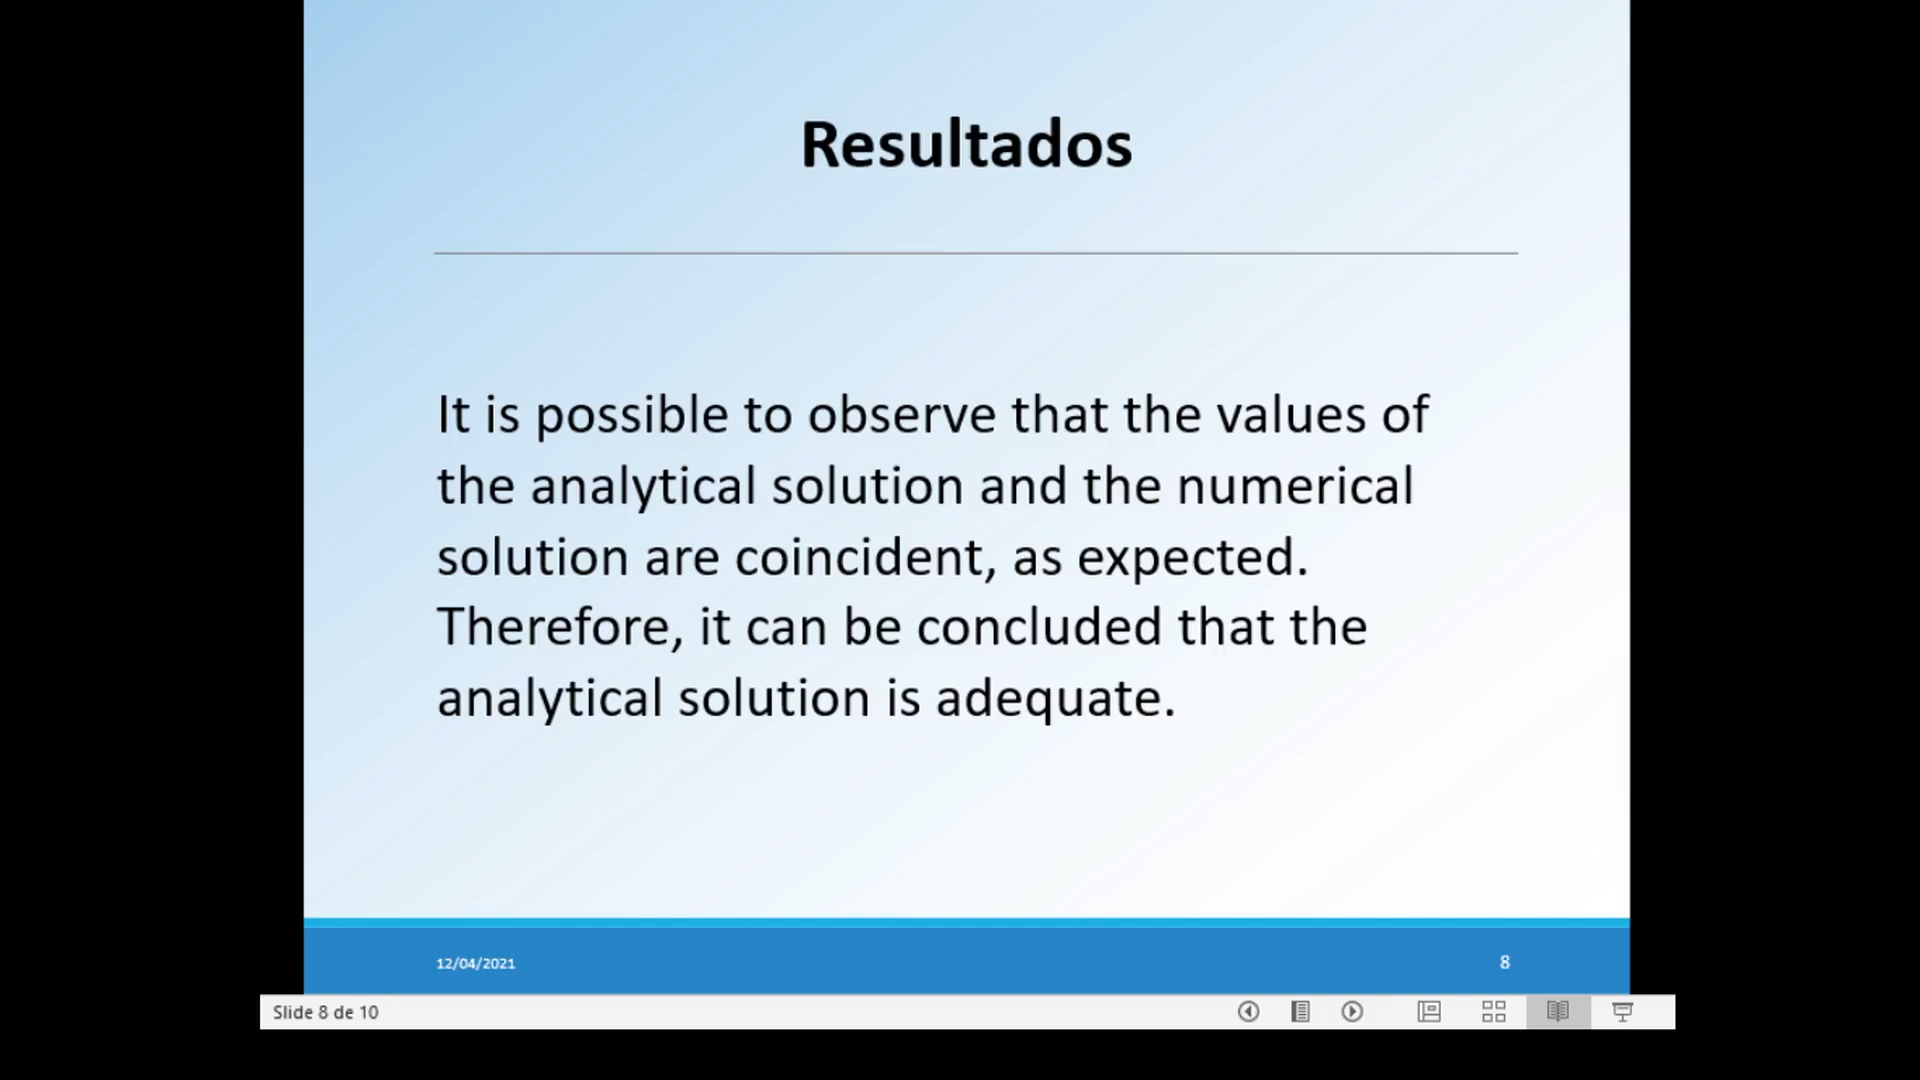 Resultados
It is possible to observe that the values of
the analytical solution and the numerical
solution are coincident, as expected.
Therefore, it can be concluded that the
analytical solution is adequate.
12/04/2021
8
Slide 8 de 10